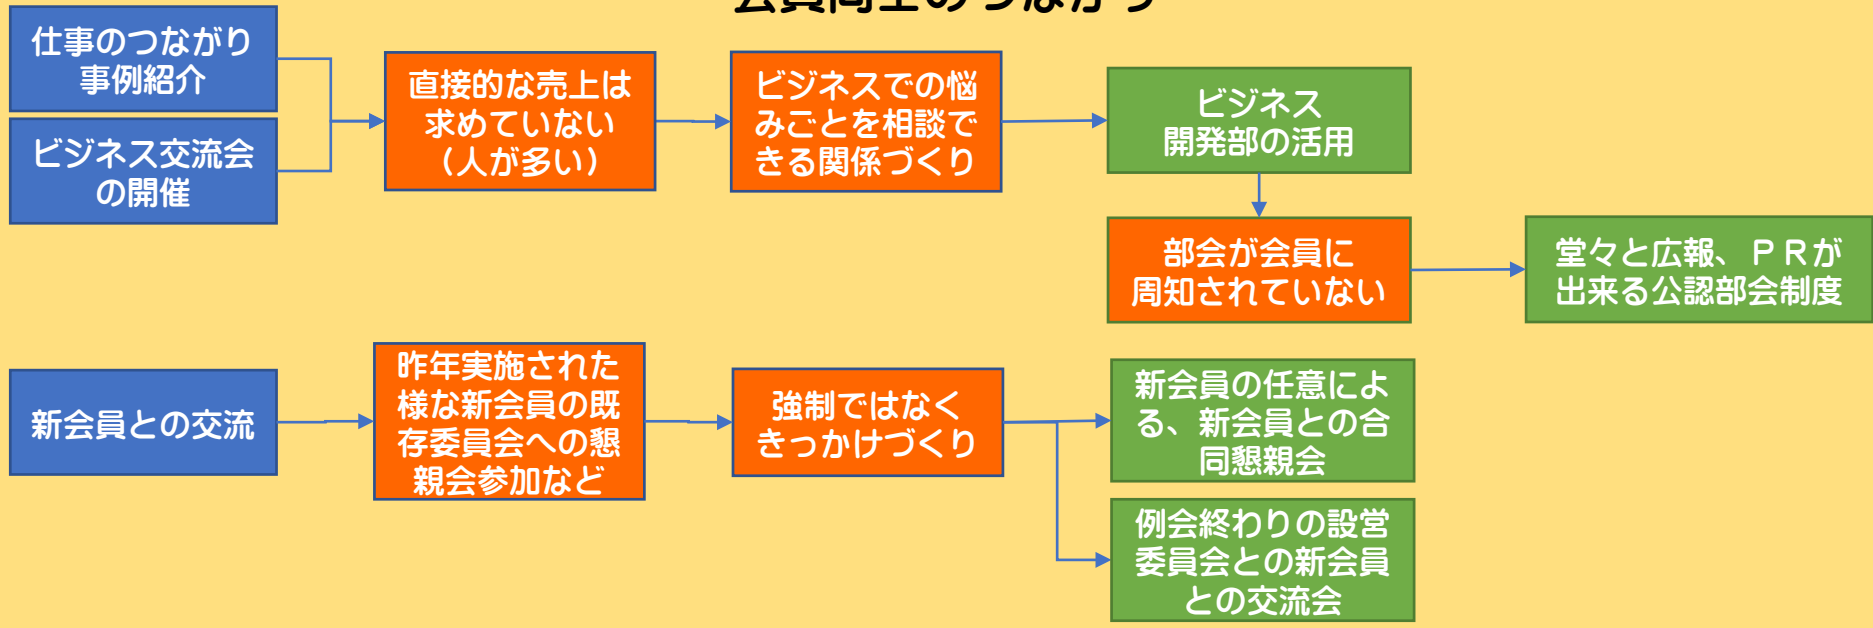 会員同士のつながり
仕事のつながり
事例紹介
ビジネス交流会
の開催
直接的な売上は
求めていない
（人が多い）
ビジネスでの悩
みごとを相談で
きる関係づくり
ビジネス
開発部の活用
部会が会員に
周知されていない
堂々と広報、ＰＲが
出来る公認部会制度
新会員との交流
昨年実施された
様な新会員の既
存委員会への懇
親会参加など
強制ではなく
きっかけづくり
新会員の任意によ
る、新会員との合
同懇親会
例会終わりの設営
委員会との新会員
との交流会